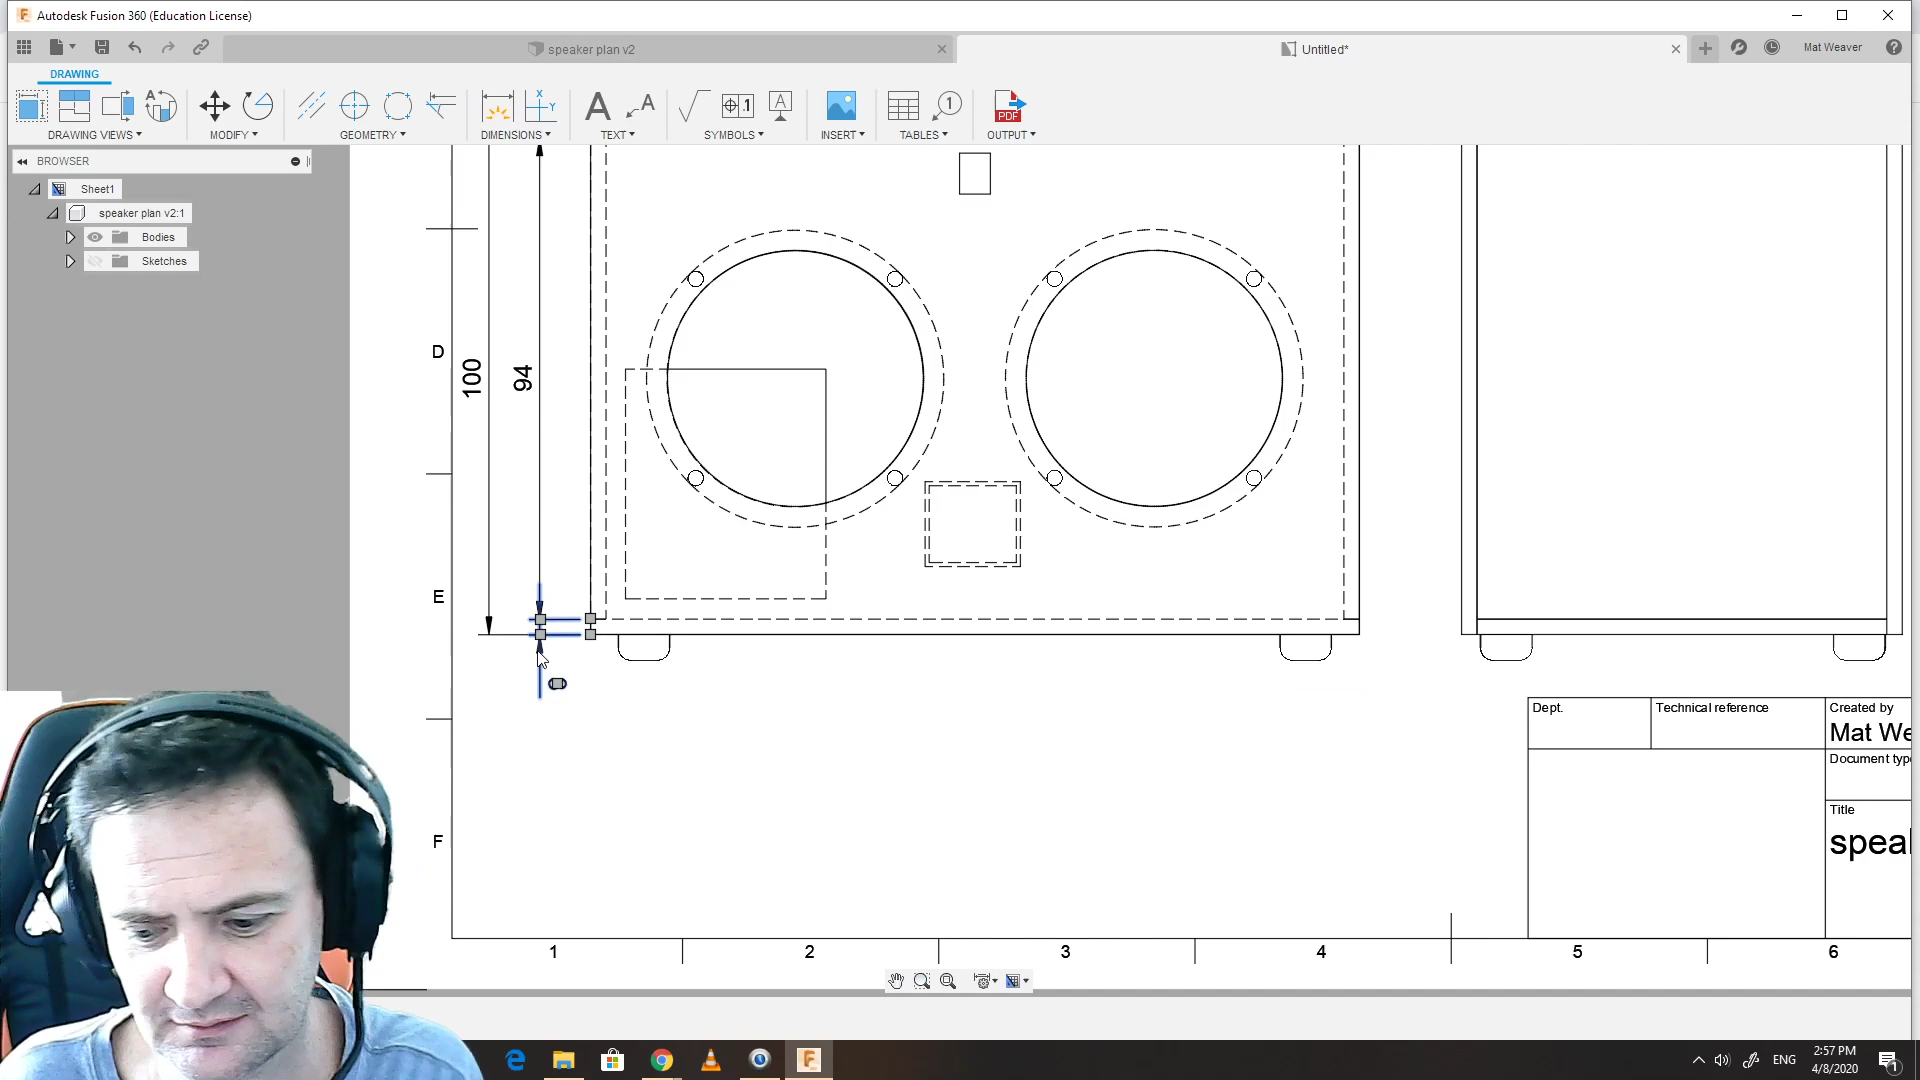 Autodesk Fusion 360 (Education License)
speaker plan v2
Untitled*
Mat Weaver
DRAWING
DRAWING VIEWS
MODIFY
GEOMETRY
DIMENSIONS
TEXT
SYMBOLS
INSERT
TABLES
OUTPUT
BROWSER
Sheet1
speaker plan v2:1
Bodies
Sketches
D
E
F
100
94
Dept.
Technical reference
Created by
Mat We
Document typ
Title
speal
1
2
3
4
5
6
ENG
2:57 PM
4/8/2020